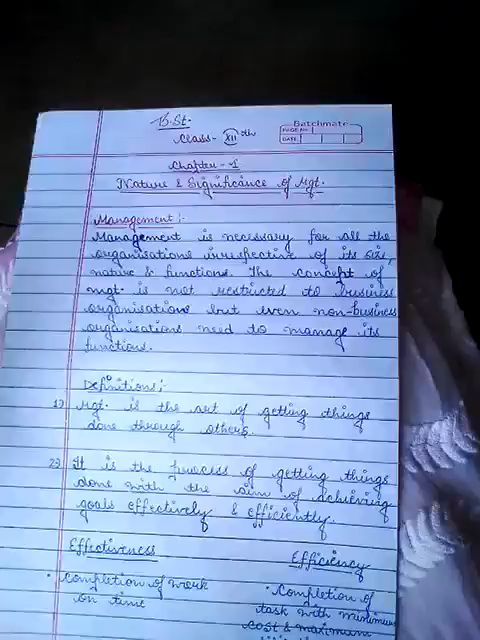 B.St.
Class- XII th
Batchmate
PAGE No.
DATE
Chapter - 1
Nature & Significance of Mgt.
Management :-
Management is necessary for all the
organisations irrespective of its size,
nature & functions. The concept of
mgt. is not restricted to business
organisations but even non-business
organisations need to manage its
functions.
Definitions:-
1) Mgt. is the art of getting things
done through others.
2) It is the process of getting things
done with the aim of achieving
goals effectively & efficiently.
Effectiveness Efficiency
• Completion of work • Completion of
on time task with minimum
cost & maximum